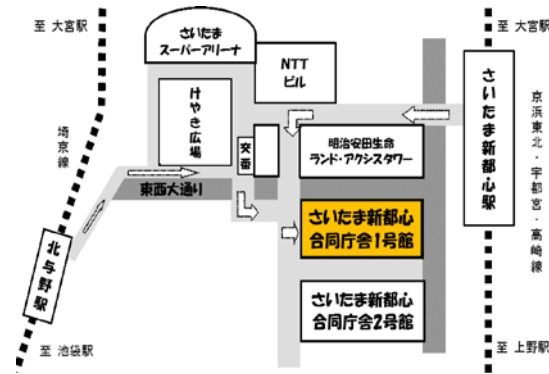 至 大宮駅
さいたま
スーパーアリーナ
NTT
ビル
至 大宮駅
さいたま新都心駅
京浜東北・宇都宮・高崎線
けやき広場
埼京線
交番
明治安田生命
ランド・アクシスタワー
東西大通り
さいたま新都心
合同庁舎1号館
北与野駅
さいたま新都心
合同庁舎2号館
至 池袋駅
至 上野駅